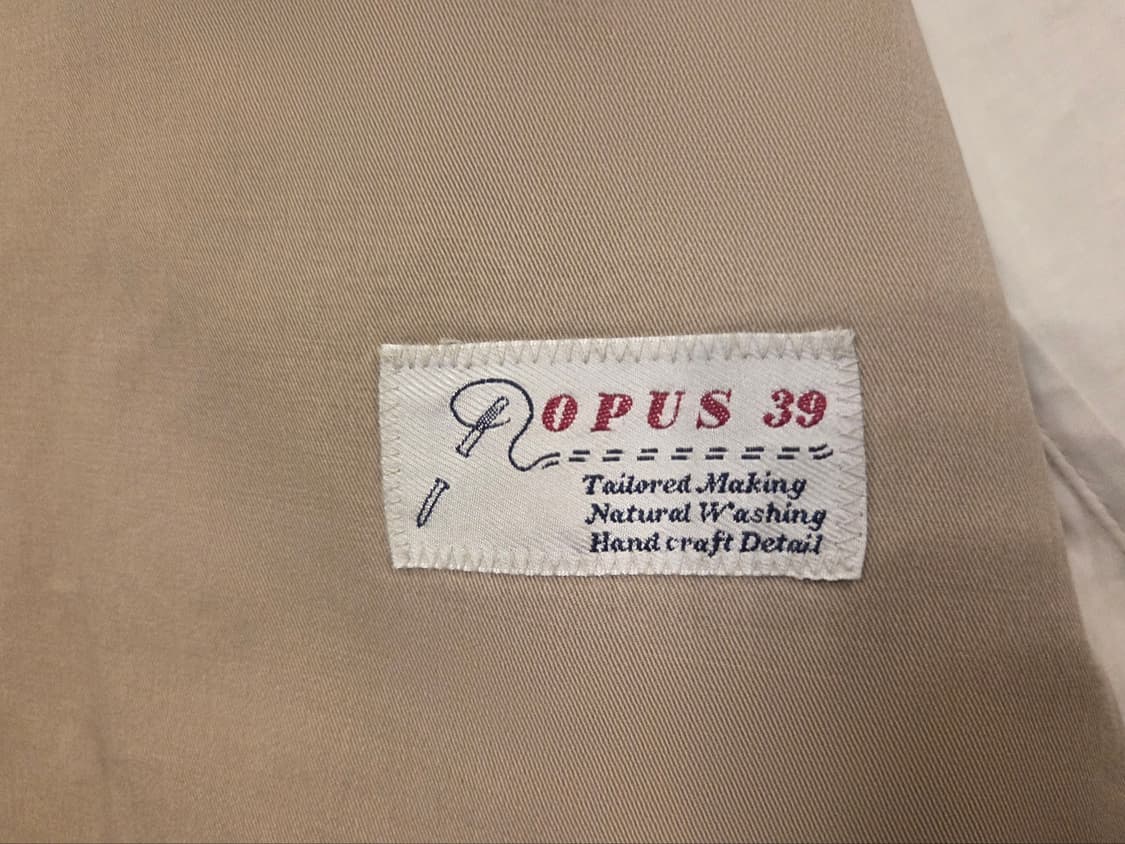 OPUS 39
Tailored Making
Natural Washing
Hand craft Detail